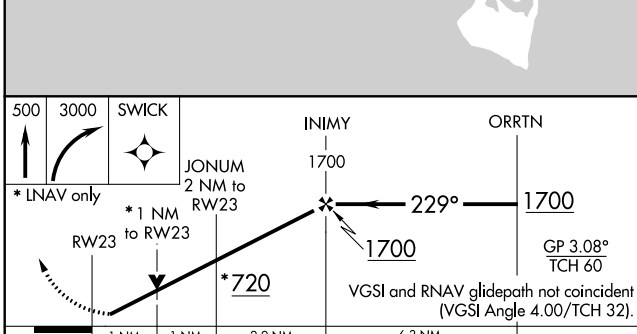 500 3000 SWICK
INIMY
ORRTN
1700
JONUM
2 NM to
RW23
* LNAV only
*1 NM
to RW23
RW23
229°
1700
1700
*720
GP 3.08°
TCH 60
VGSI and RNAV glidepath not coincident
(VGSI Angle 4.00/TCH 32).